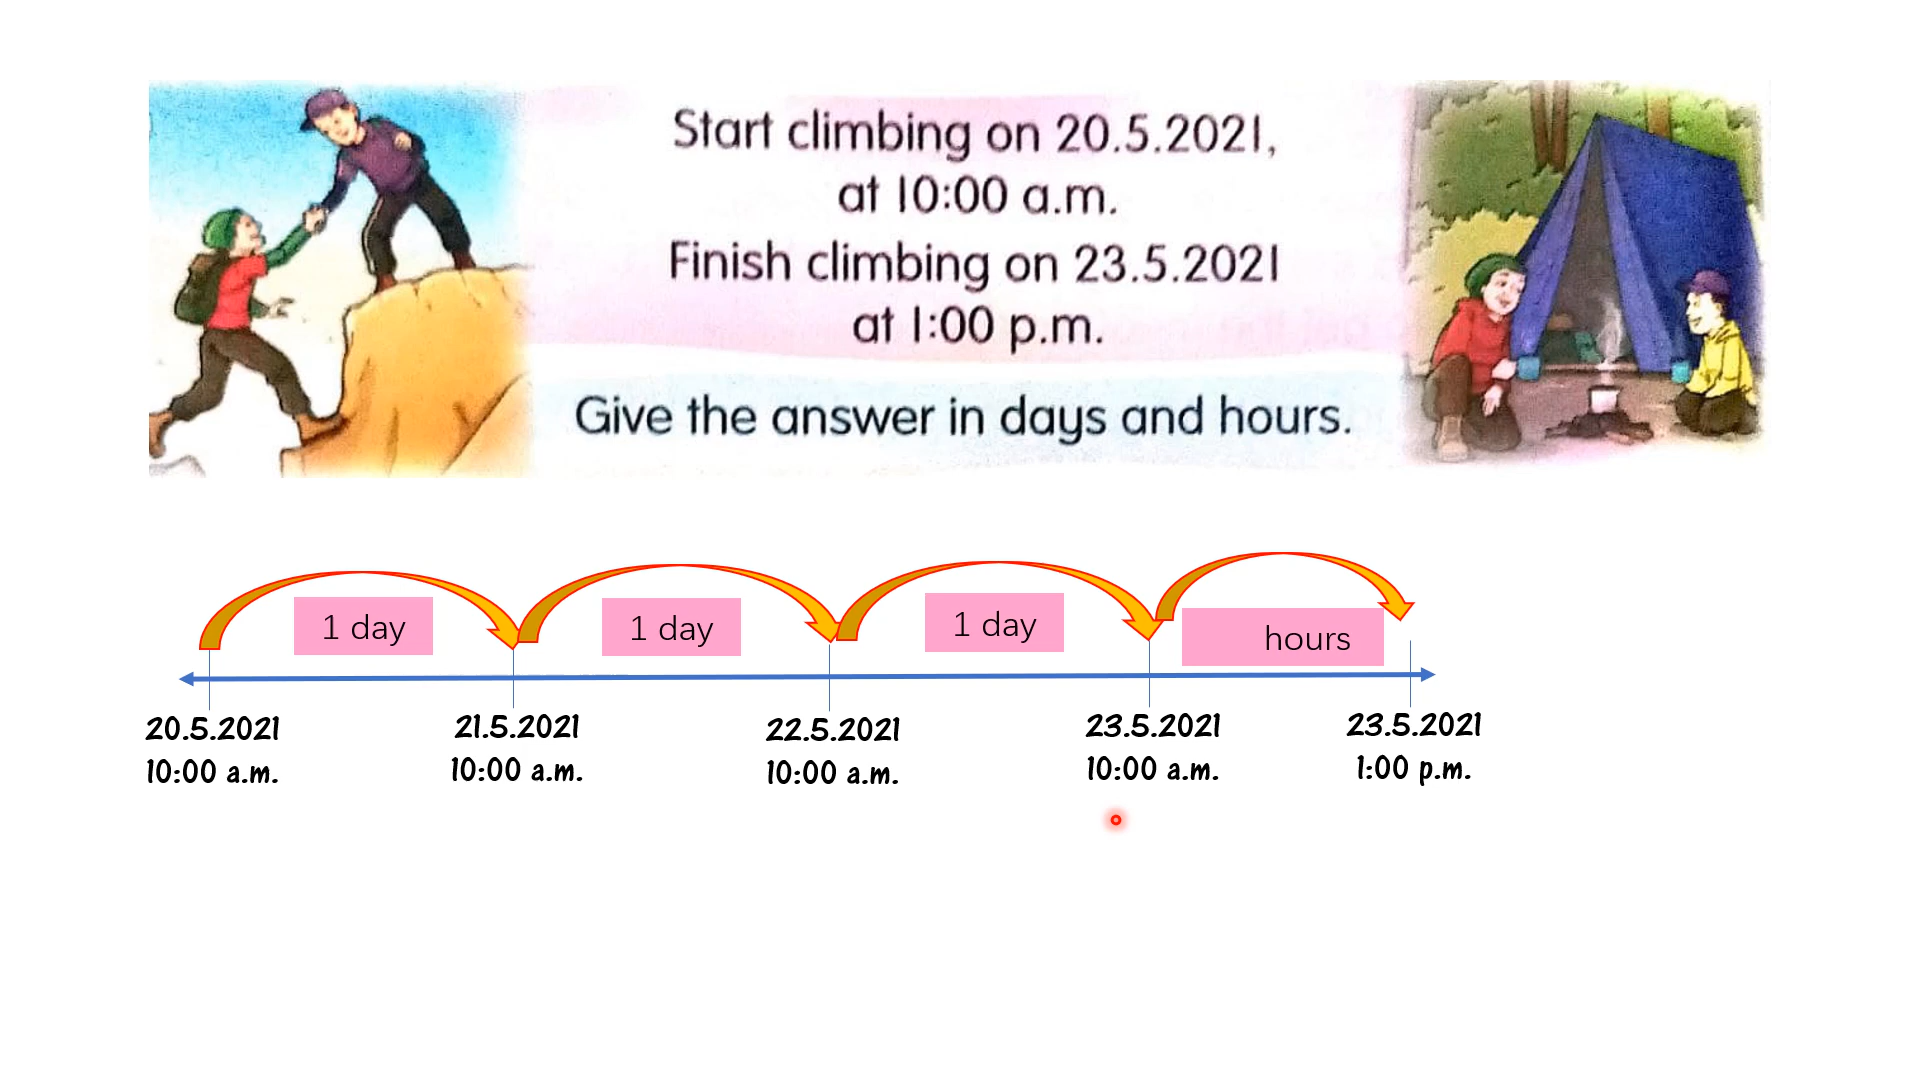 Start climbing on 20.5.2021,
at 10:00 a.m.
Finish climbing on 23.5.2021
at 1:00 p.m.
Give the answer in days and hours.
1 day
1 day
1 day
hours
20.5.2021
10:00 a.m.
21.5.2021
10:00 a.m.
22.5.2021
10:00 a.m.
23.5.2021
10:00 a.m.
23.5.2021
1:00 p.m.